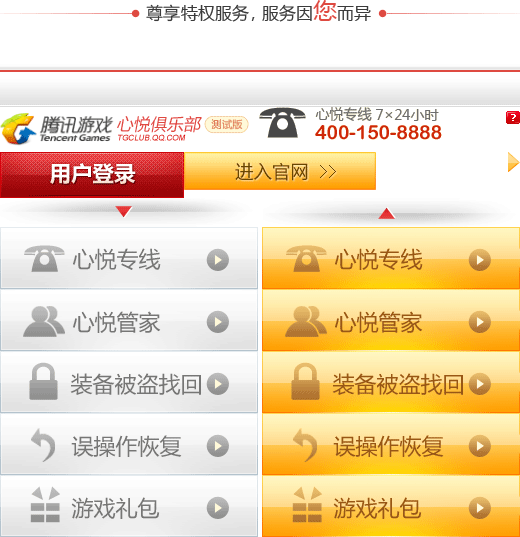 尊享特权服务，服务因您而异
腾讯游戏 心悦俱乐部 测试版
Tencent Games TGCLUB.QQ.COM
心悦专线 7×24小时
400-150-8888
?
用户登录 进入官网 >>
心悦专线 心悦专线
心悦管家 心悦管家
装备被盗找回 装备被盗找回
误操作恢复 误操作恢复
游戏礼包 游戏礼包